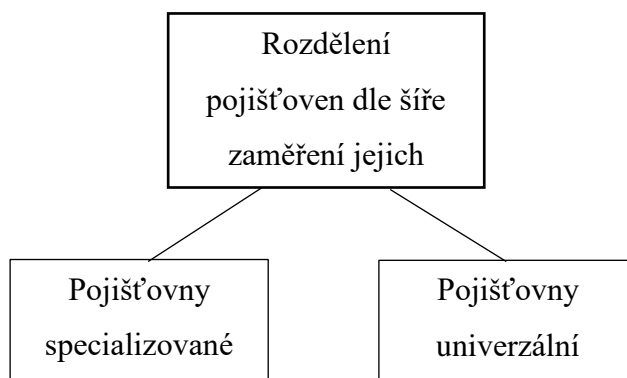 Rozdělení
pojišťoven dle šíře
zaměření jejich
Pojišťovny
specializované
Pojišťovny
univerzální